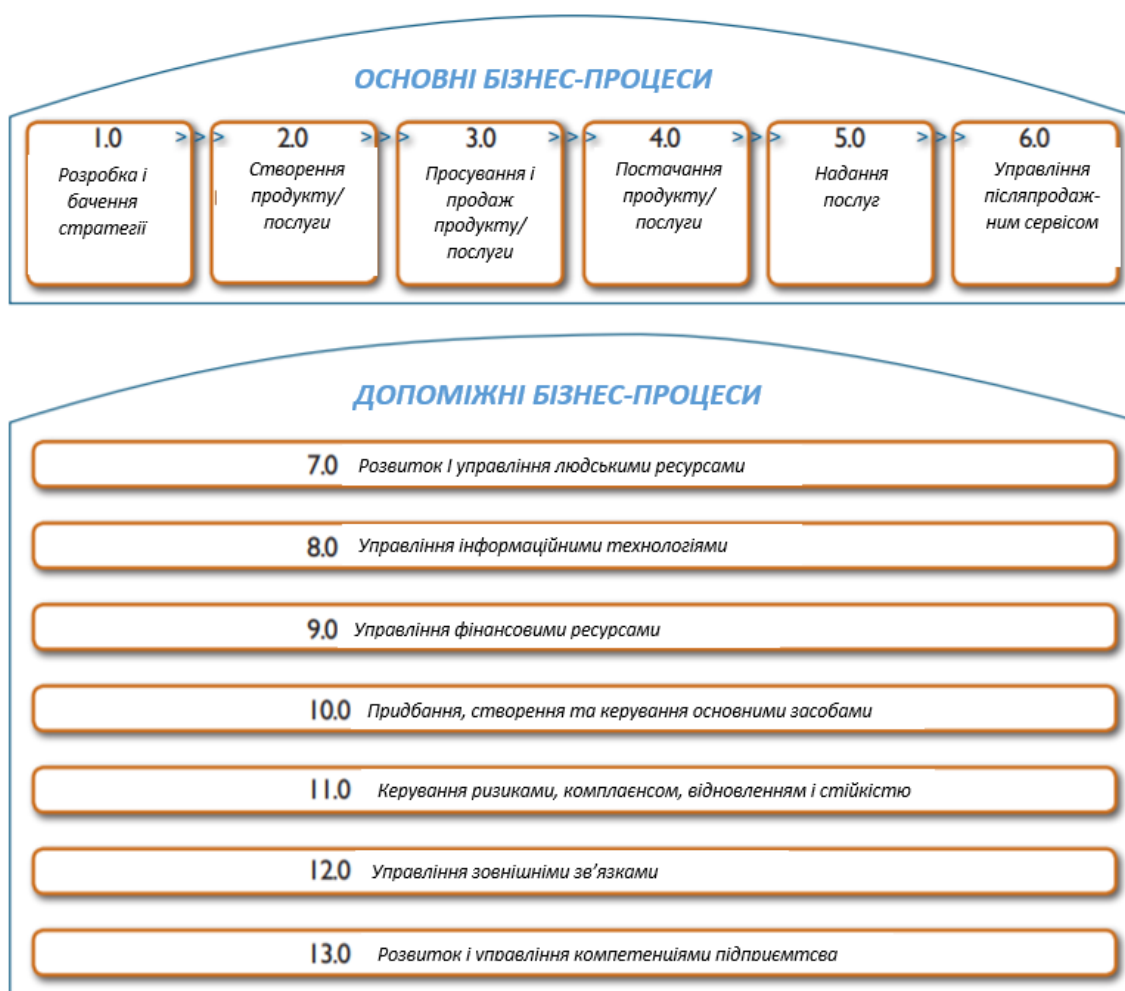 ОСНОВНІ БІЗНЕС-ПРОЦЕСИ
1.0 >>> 2.0 >>> 3.0 >>> 4.0 >>> 5.0 >>> 6.0
Розробка і
бачення
стратегії
Створення
продукту/
послуги
Просування і
продаж
продукту/
послуги
Постачання
продукту/
послуги
Надання
послуг
Управління
післяпродаж-
ним сервісом
ДОПОМІЖНІ БІЗНЕС-ПРОЦЕСИ
7.0 Розвиток І управління людськими ресурсами
8.0 Управління інформаційними технологіями
9.0 Управління фінансовими ресурсами
10.0 Придбання, створення та керування основними засобами
11.0 Керування ризиками, комплаєнсом, відновленням і стійкістю
12.0 Управління зовнішніми зв’язками
13.0 Розвиток і управління компетенціями підприємтсва